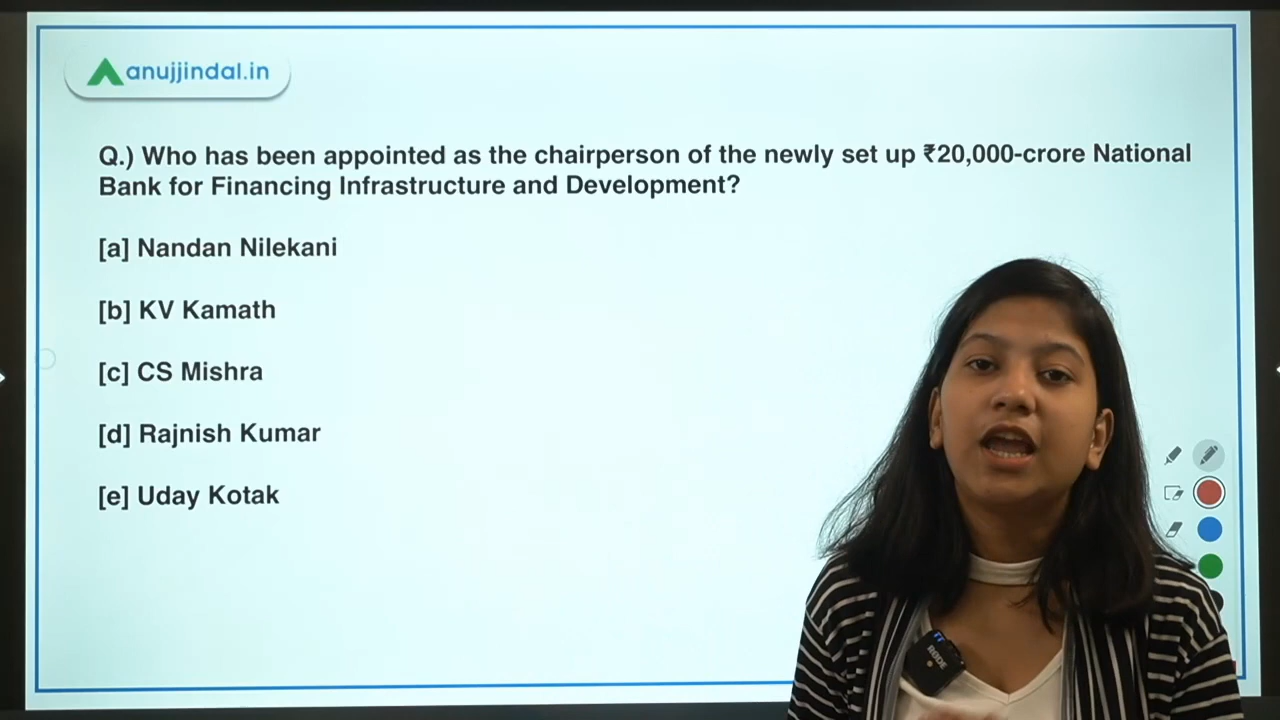 anujjindal.in
Q.) Who has been appointed as the chairperson of the newly set up ₹20,000-crore National
Bank for Financing Infrastructure and Development?
[a] Nandan Nilekani
[b] KV Kamath
[c] CS Mishra
[d] Rajnish Kumar
[e] Uday Kotak
RØDE